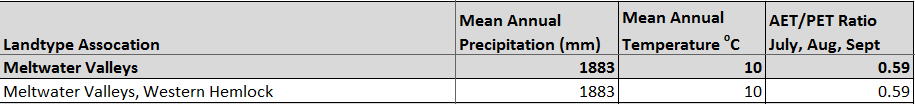 Landtype Assocation Mean Annual Precipitation (mm) Mean Annual Temperature °C AET/PET Ratio July, Aug, Sept
Meltwater Valleys 1883 10 0.59
Meltwater Valleys, Western Hemlock 1883 10 0.59